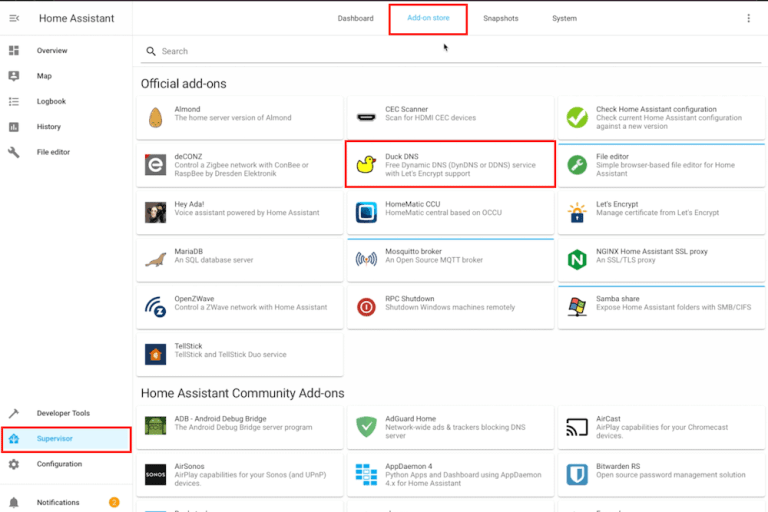 Home Assistant
Dashboard
Add-on store
Snapshots
System
Overview
Map
Logbook
History
File editor
Search
Official add-ons
Almond
The home server version of Almond
CEC Scanner
Scan for HDMI CEC devices
Check Home Assistant configuration
Check current Home Assistant configuration
against a new version
deCONZ
Control a Zigbee network with ConBee or
RaspBee by Dresden Elektronik
Duck DNS
Free Dynamic DNS (DynDNS or DDNS) service
with Let's Encrypt support
File editor
Simple browser-based file editor for Home
Assistant
Hey Ada!
Voice assistant powered by Home Assistant
HomeMatic CCU
HomeMatic central based on OCCU
Let's Encrypt
Manage certificate from Let's Encrypt
MariaDB
An SQL database server
Mosquitto broker
An Open Source MQTT broker
NGINX Home Assistant SSL proxy
An SSL/TLS proxy
OpenZWave
Control a ZWave network with Home Assistant
RPC Shutdown
Shutdown Windows machines remotely
Samba share
Expose Home Assistant folders with SMB/CIFS
TellStick
TellStick and TellStick Duo service
Home Assistant Community Add-ons
ADB - Android Debug Bridge
The Android Debug Bridge server program
AdGuard Home
Network-wide ads & trackers blocking DNS
server
AirCast
AirPlay capabilities for your Chromecast
devices.
SONOS
AirSonos
AirPlay capabilities for your Sonos (and UPnP)
devices.
AppDaemon 4
Python Apps and Dashboard using AppDaemon
4.x for Home Assistant
Bitwarden RS
Open source password management solution
Developer Tools
Supervisor
Configuration
Notifications
2